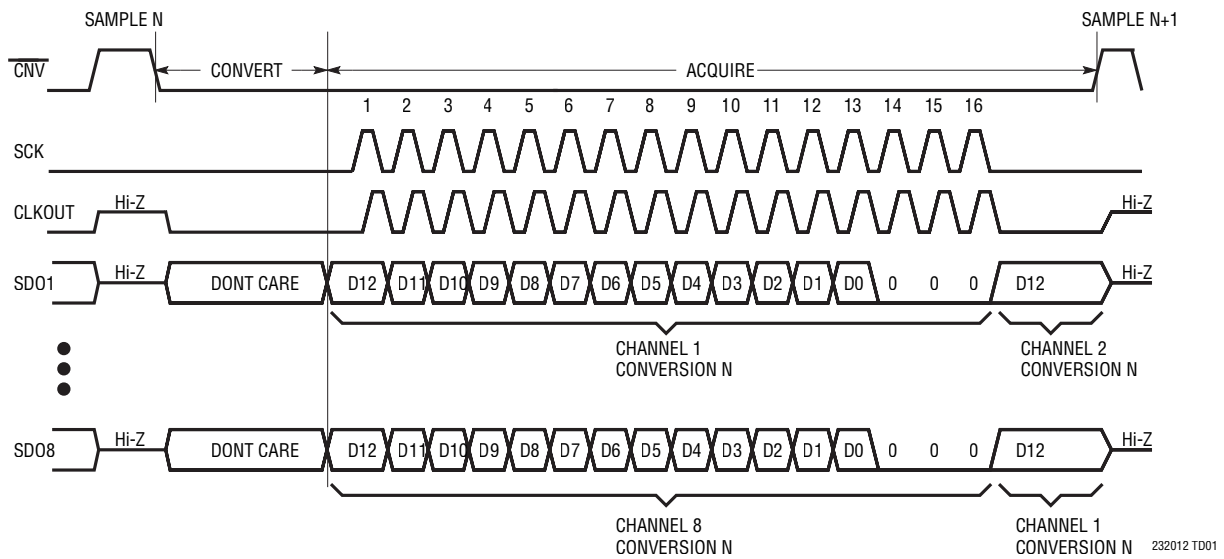 SAMPLE N SAMPLE N+1
CNV CONVERT ACQUIRE
1 2 3 4 5 6 7 8 9 10 11 12 13 14 15 16
SCK
CLKOUT Hi-Z Hi-Z
SDO1 Hi-Z DONT CARE D12 D11 D10 D9 D8 D7 D6 D5 D4 D3 D2 D1 D0 0 0 0 D12 Hi-Z
CHANNEL 1 CHANNEL 2
CONVERSION N CONVERSION N
SDO8 Hi-Z DONT CARE D12 D11 D10 D9 D8 D7 D6 D5 D4 D3 D2 D1 D0 0 0 0 D12 Hi-Z
CHANNEL 8 CHANNEL 1
CONVERSION N CONVERSION N 232012 TD01